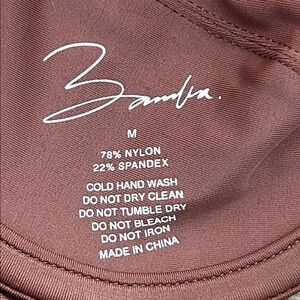 M
78% NYLON
22% SPANDEX
COLD HAND WASH
DO NOT DRY CLEAN
DO NOT TUMBLE DRY
DO NOT BLEACH
DO NOT IRON
MADE IN CHINA